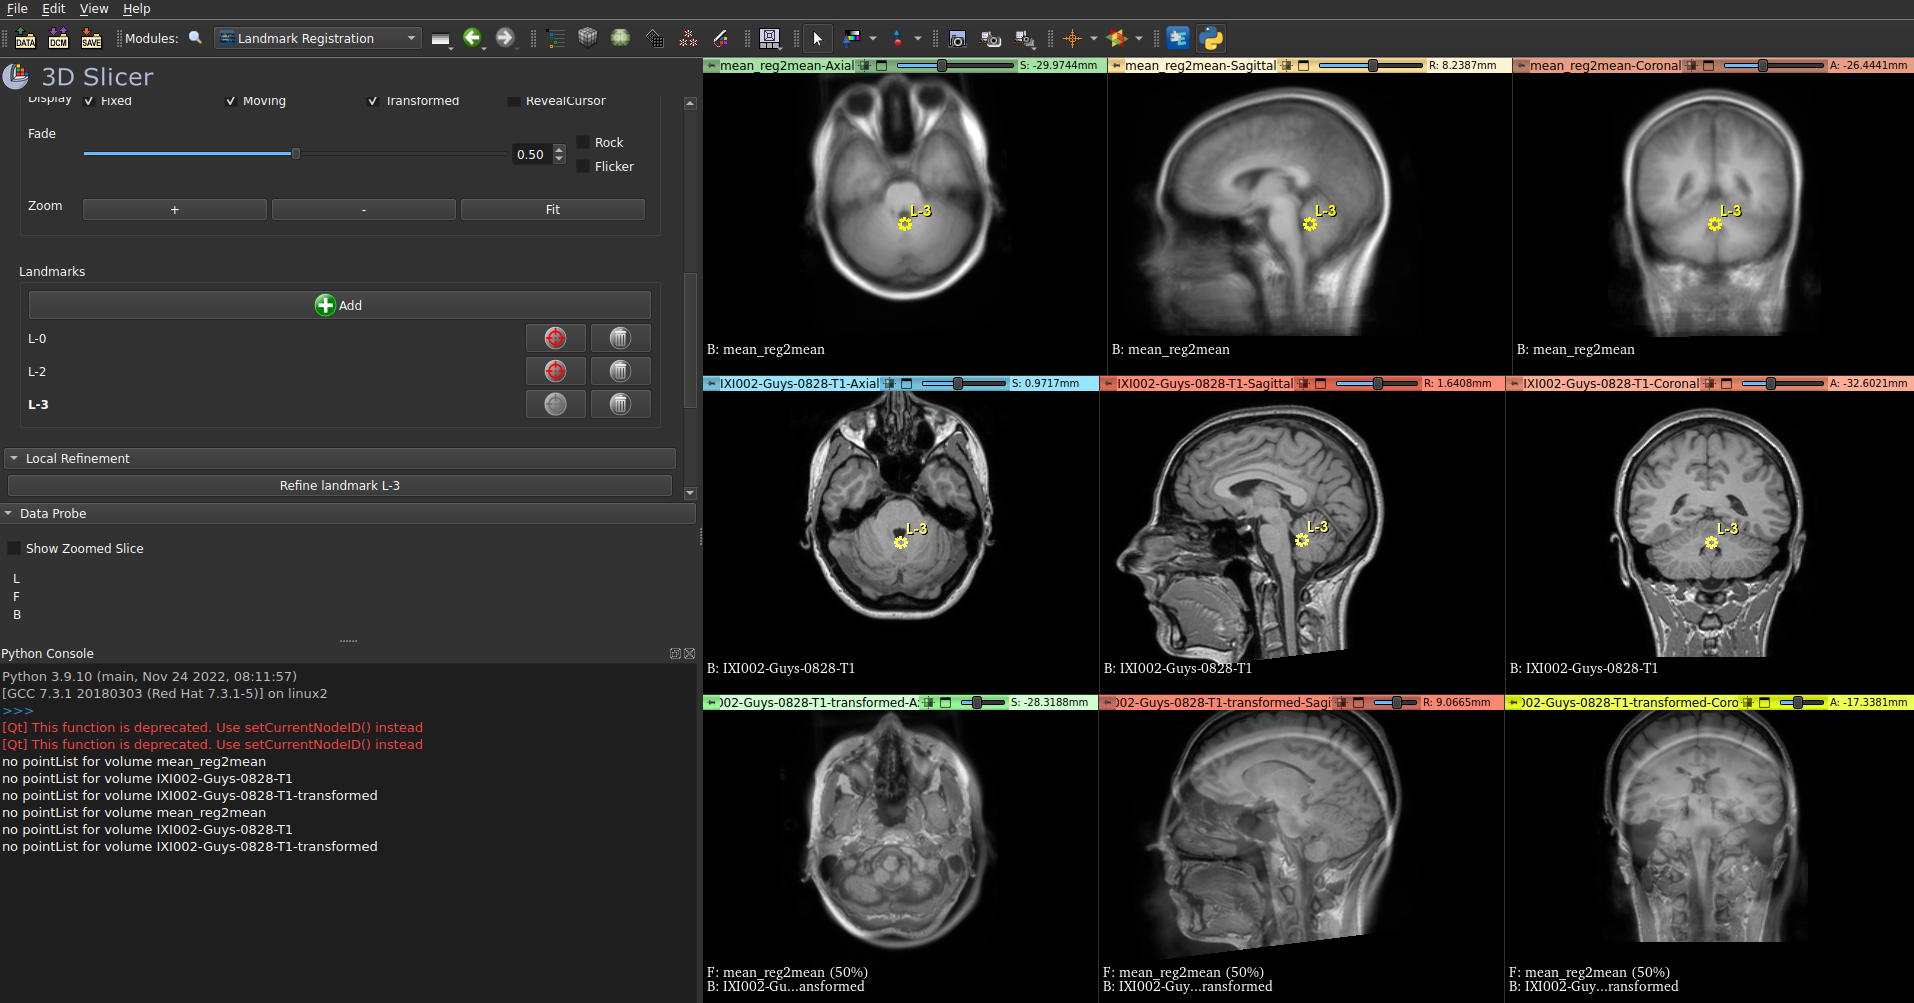 File Edit View Help
DATA DCM SAVE Modules: Landmark Registration
3D Slicer
Display Fixed Moving Transformed RevealCursor
Fade
0.50
Rock
Flicker
Zoom + - Fit
Landmarks
Add
L-0
L-2
L-3
Local Refinement
Refine landmark L-3
Data Probe
Show Zoomed Slice
L
F
B
Python Console
Python 3.9.10 (main, Nov 24 2022, 08:11:57)
[GCC 7.3.1 20180303 (Red Hat 7.3.1-5)] on linux2
>>>
[Qt] This function is deprecated. Use setCurrentNodeID() instead
[Qt] This function is deprecated. Use setCurrentNodeID() instead
no pointList for volume mean_reg2mean
no pointList for volume IXI002-Guys-0828-T1
no pointList for volume IXI002-Guys-0828-T1-transformed
no pointList for volume mean_reg2mean
no pointList for volume IXI002-Guys-0828-T1
no pointList for volume IXI002-Guys-0828-T1-transformed
mean_reg2mean-Axial S: -29.9744mm
L-3
B: mean_reg2mean
mean_reg2mean-Sagittal R: 8.2387mm
L-3
B: mean_reg2mean
mean_reg2mean-Coronal A: -26.4441mm
L-3
B: mean_reg2mean
IXI002-Guys-0828-T1-Axial S: 0.9717mm
L-3
B: IXI002-Guys-0828-T1
IXI002-Guys-0828-T1-Sagittal R: 1.6408mm
L-3
B: IXI002-Guys-0828-T1
IXI002-Guys-0828-T1-Coronal A: -32.6021mm
L-3
B: IXI002-Guys-0828-T1
002-Guys-0828-T1-transformed-A S: -28.3188mm
F: mean_reg2mean (50%)
B: IXI002-Gu...ansformed
002-Guys-0828-T1-transformed-Sagi R: 9.0665mm
F: mean_reg2mean (50%)
B: IXI002-Guy...ransformed
002-Guys-0828-T1-transformed-Coro A: -17.3381mm
F: mean_reg2mean (50%)
B: IXI002-Guy...ransformed